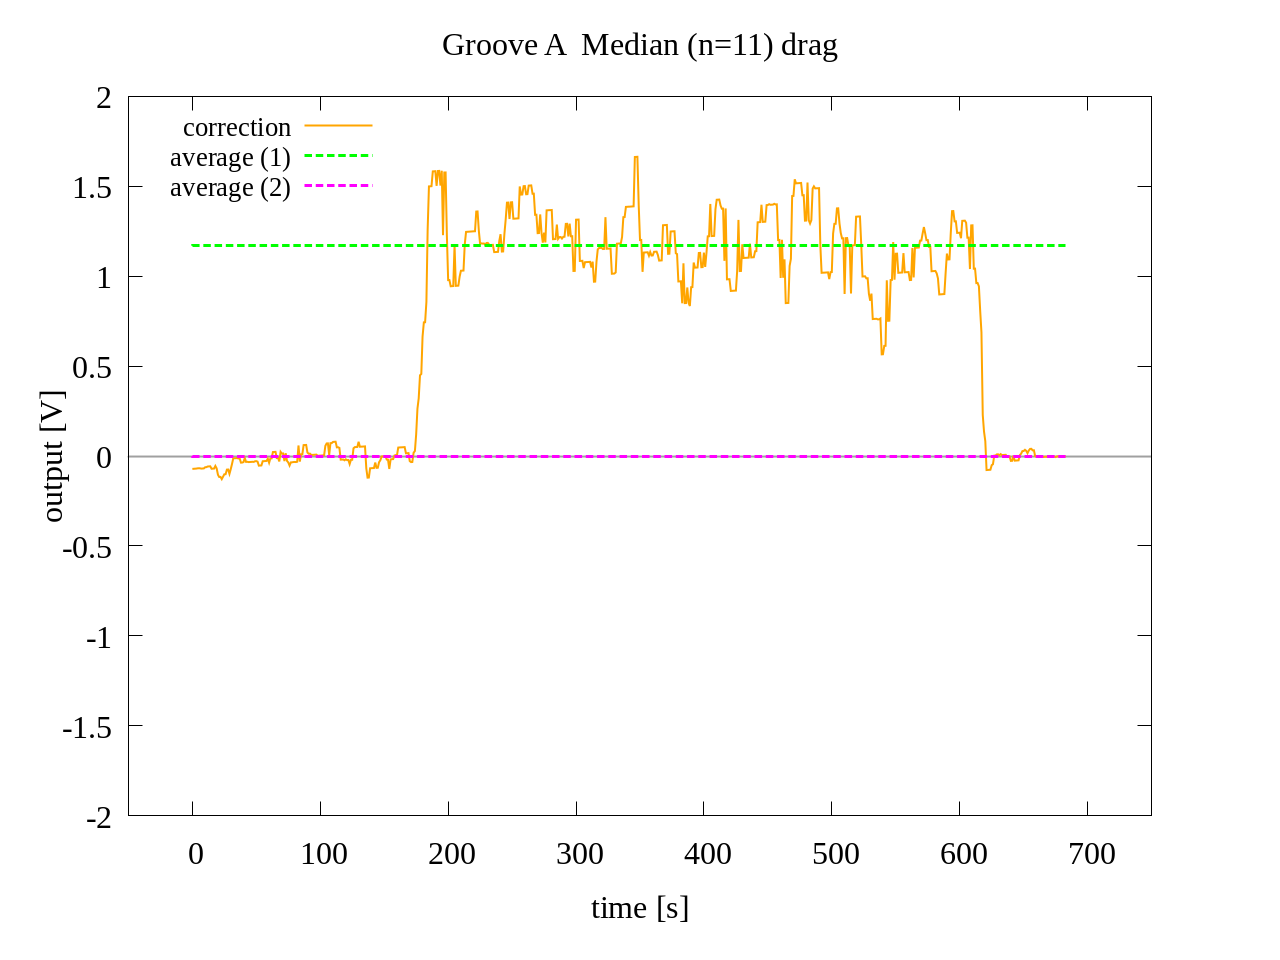 Groove A  Median (n=11) drag
correction
average (1)
average (2)
2
1.5
1
0.5
0
-0.5
-1
-1.5
-2
output [V]
0 100 200 300 400 500 600 700
time [s]